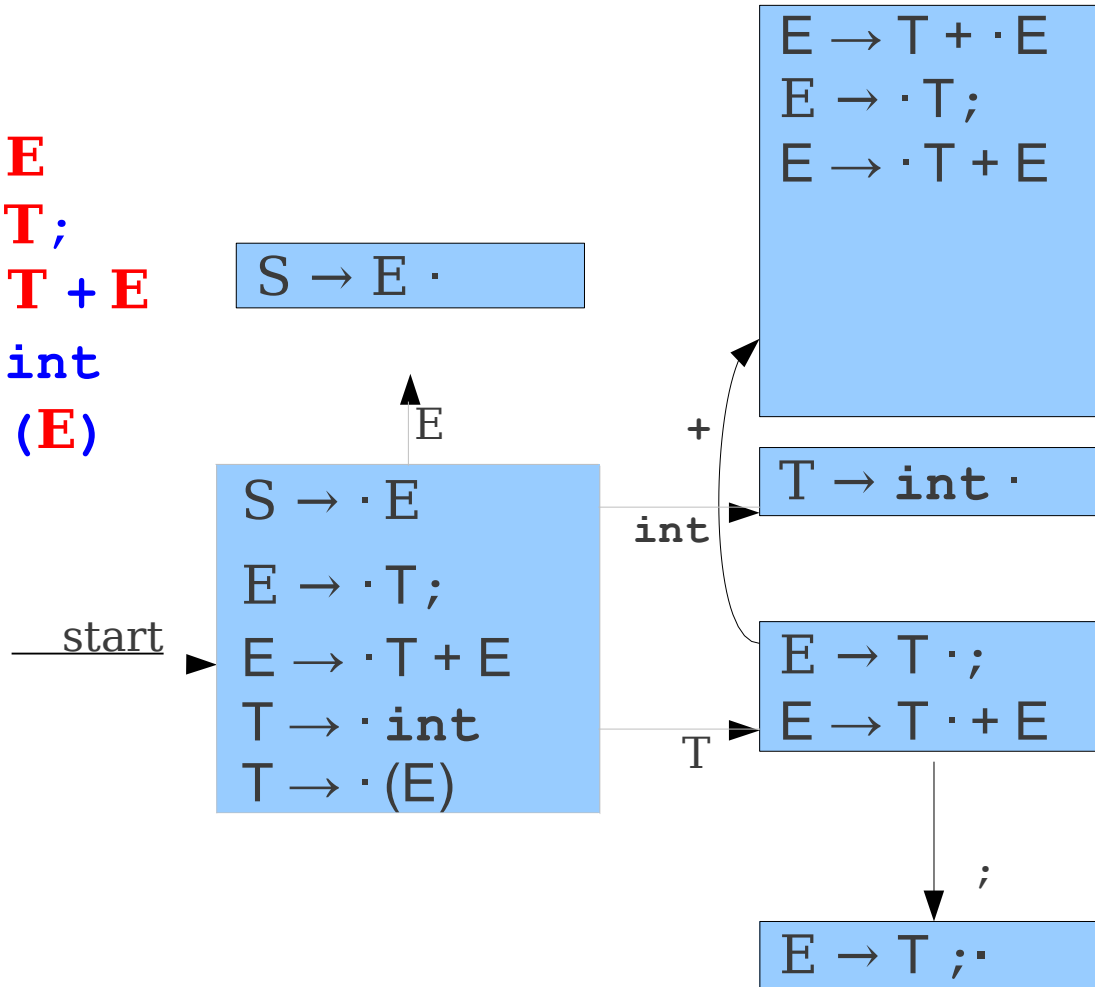 E
T ;
T + E
int
(E)
S → E ·
E
start
S → · E
E → · T ;
E → · T + E
T → · int
T → · (E)
E → T + · E
E → · T ;
E → · T + E
+
T → int ·
int
E → T · ;
E → T · + E
T
;
E → T ; ·